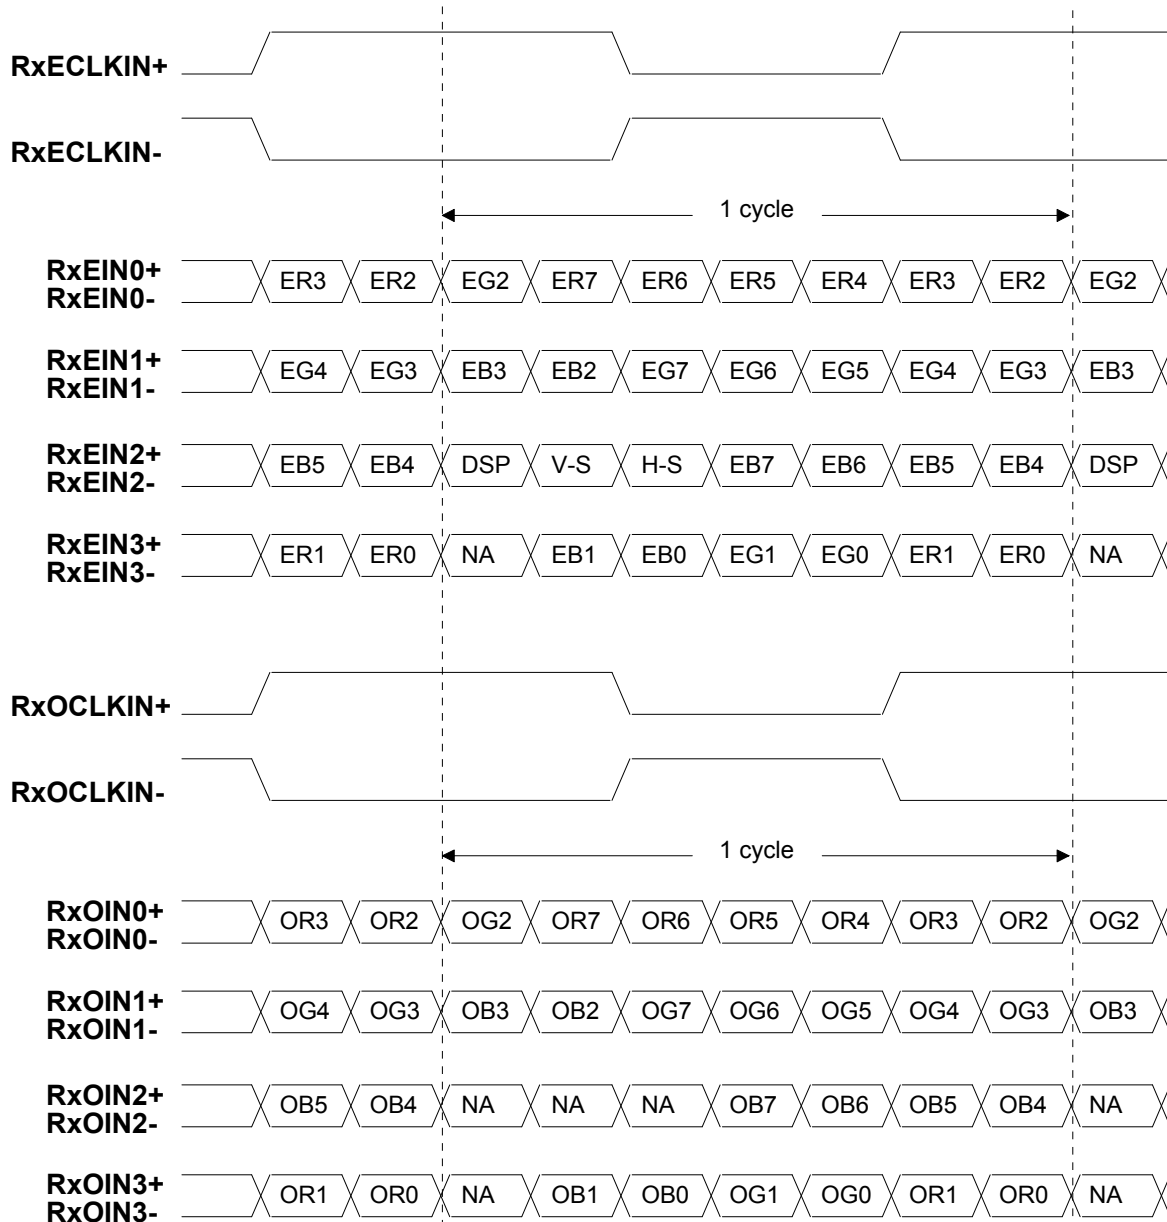 RxECLKIN+
RxECLKIN-
1 cycle
RxEIN0+
RxEIN0-
ER3 ER2 EG2 ER7 ER6 ER5 ER4 ER3 ER2 EG2
RxEIN1+
RxEIN1-
EG4 EG3 EB3 EB2 EG7 EG6 EG5 EG4 EG3 EB3
RxEIN2+
RxEIN2-
EB5 EB4 DSP V-S H-S EB7 EB6 EB5 EB4 DSP
RxEIN3+
RxEIN3-
ER1 ER0 NA EB1 EB0 EG1 EG0 ER1 ER0 NA
RxOCLKIN+
RxOCLKIN-
1 cycle
RxOIN0+
RxOIN0-
OR3 OR2 OG2 OR7 OR6 OR5 OR4 OR3 OR2 OG2
RxOIN1+
RxOIN1-
OG4 OG3 OB3 OB2 OG7 OG6 OG5 OG4 OG3 OB3
RxOIN2+
RxOIN2-
OB5 OB4 NA NA NA OB7 OB6 OB5 OB4 NA
RxOIN3+
RxOIN3-
OR1 OR0 NA OB1 OB0 OG1 OG0 OR1 OR0 NA